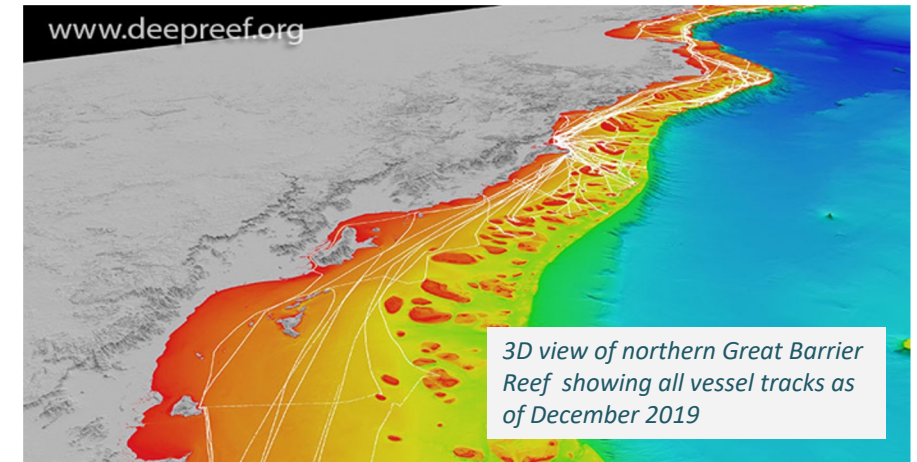 www.deepreef.org
3D view of northern Great Barrier
Reef  showing all vessel tracks as
of December 2019